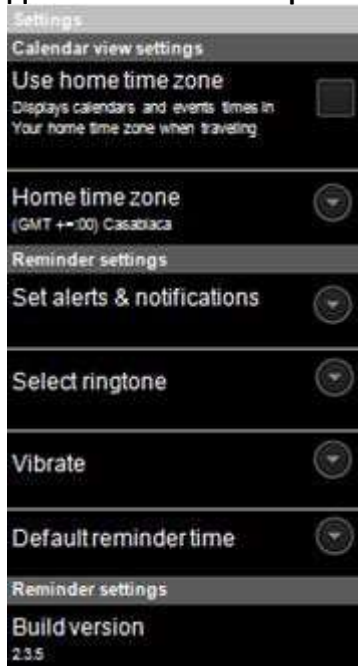 Settings
Calendar view settings
Use home time zone
Displays calendars and events times in
Your home time zone when traveling
Home time zone
(GMT +-:00) Casabiaca
Reminder settings
Set alerts & notifications
Select ringtone
Vibrate
Default reminder time
Reminder settings
Build version
2.3.5